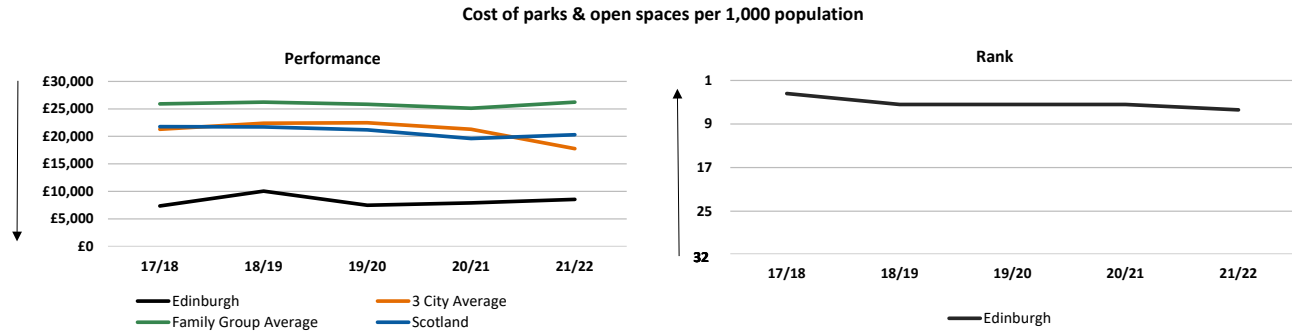 Cost of parks & open spaces per 1,000 population
Performance
£30,000
£25,000
£20,000
£15,000
£10,000
£5,000
£0
17/18 18/19 19/20 20/21 21/22
Edinburgh 3 City Average
Family Group Average Scotland
Rank
1
9
17
25
32
17/18 18/19 19/20 20/21 21/22
Edinburgh